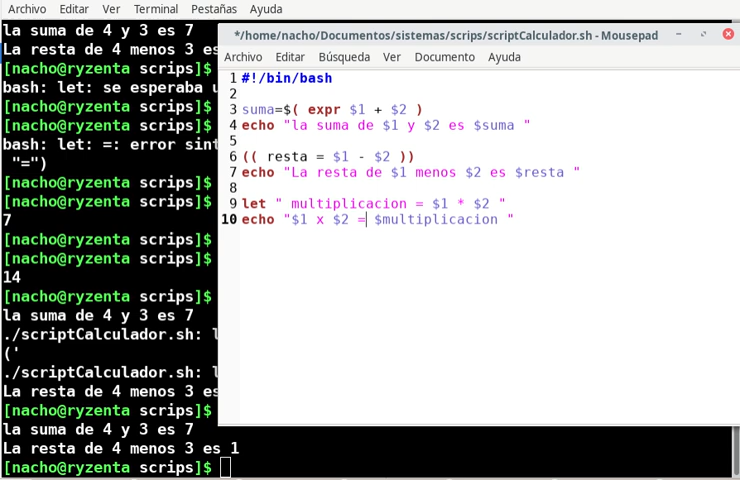 Archivo Editar Ver Terminal Pestañas Ayuda
la suma de 4 y 3 es 7
La resta de 4 menos 3 es
[nacho@ryzenta scrips]$
bash: let: se esperaba
[nacho@ryzenta scrips]$
[nacho@ryzenta scrips]$
bash: let: =: error sint
"=")
[nacho@ryzenta scrips]$
[nacho@ryzenta scrips]$
7
[nacho@ryzenta scrips]$
[nacho@ryzenta scrips]$
14
[nacho@ryzenta scrips]$
la suma de 4 y 3 es 7
./scriptCalculador.sh:
('
./scriptCalculador.sh:
La resta de 4 menos 3 es
[nacho@ryzenta scrips]$
la suma de 4 y 3 es 7
La resta de 4 menos 3 es 1
[nacho@ryzenta scrips]$
*/home/nacho/Documentos/sistemas/scrips/scriptCalculador.sh - Mousepad
Archivo Editar Búsqueda Ver Documento Ayuda
1 #!/bin/bash
2
3 suma=$( expr $1 + $2 )
4 echo "la suma de $1 y $2 es $suma "
5
6 (( resta = $1 - $2 ))
7 echo "La resta de $1 menos $2 es $resta "
8
9 let " multiplicacion = $1 * $2 "
10 echo "$1 x $2 = $multiplicacion "